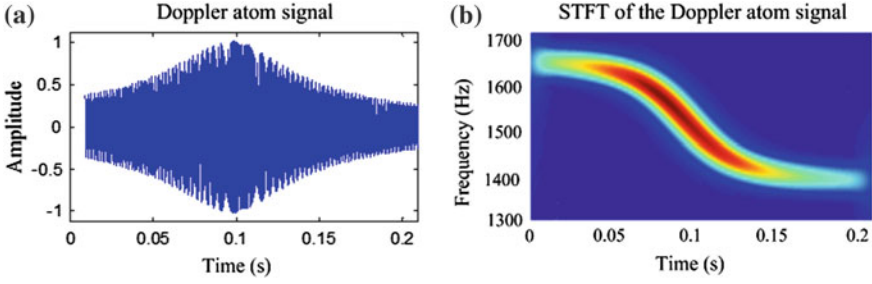 (a)
Doppler atom signal
1
0.5
0
-0.5
-1
Amplitude
0 0.05 0.1 0.15 0.2
Time (s)
(b)
STFT of the Doppler atom signal
1700
1600
1500
1400
1300
Frequency (Hz)
0 0.05 0.1 0.15 0.2
Time (s)